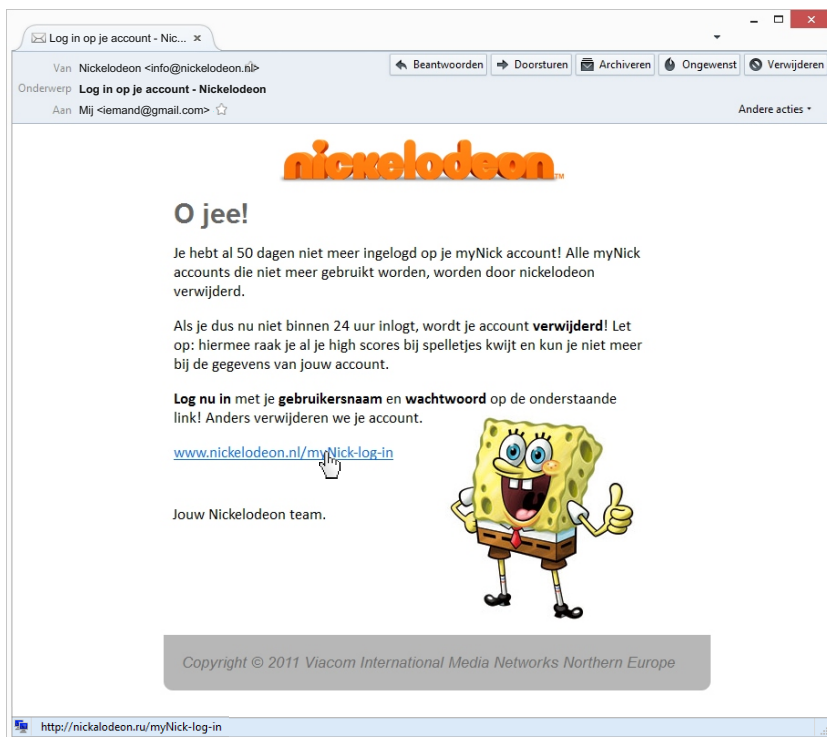 Log in op je account - Nic...
Van Nickelodeon <info@nickelodeon.nl>
Beantwoorden Doorsturen Archiveren Ongewenst Verwijderen
Onderwerp Log in op je account - Nickelodeon
Aan Mij <iemand@gmail.com>
Andere acties
nickelodeon TM
O jee!
Je hebt al 50 dagen niet meer ingelogd op je myNick account! Alle myNick
accounts die niet meer gebruikt worden, worden door nickelodeon
verwijderd.
Als je dus nu niet binnen 24 uur inlogt, wordt je account verwijderd! Let
op: hiermee raak je al je high scores bij spelletjes kwijt en kun je niet meer
bij de gegevens van jouw account.
Log nu in met je gebruikersnaam en wachtwoord op de onderstaande
link! Anders verwijderen we je account.
www.nickelodeon.nl/myNick-log-in
Jouw Nickelodeon team.
Copyright © 2011 Viacom International Media Networks Northern Europe
http://nickalodeon.ru/myNick-log-in